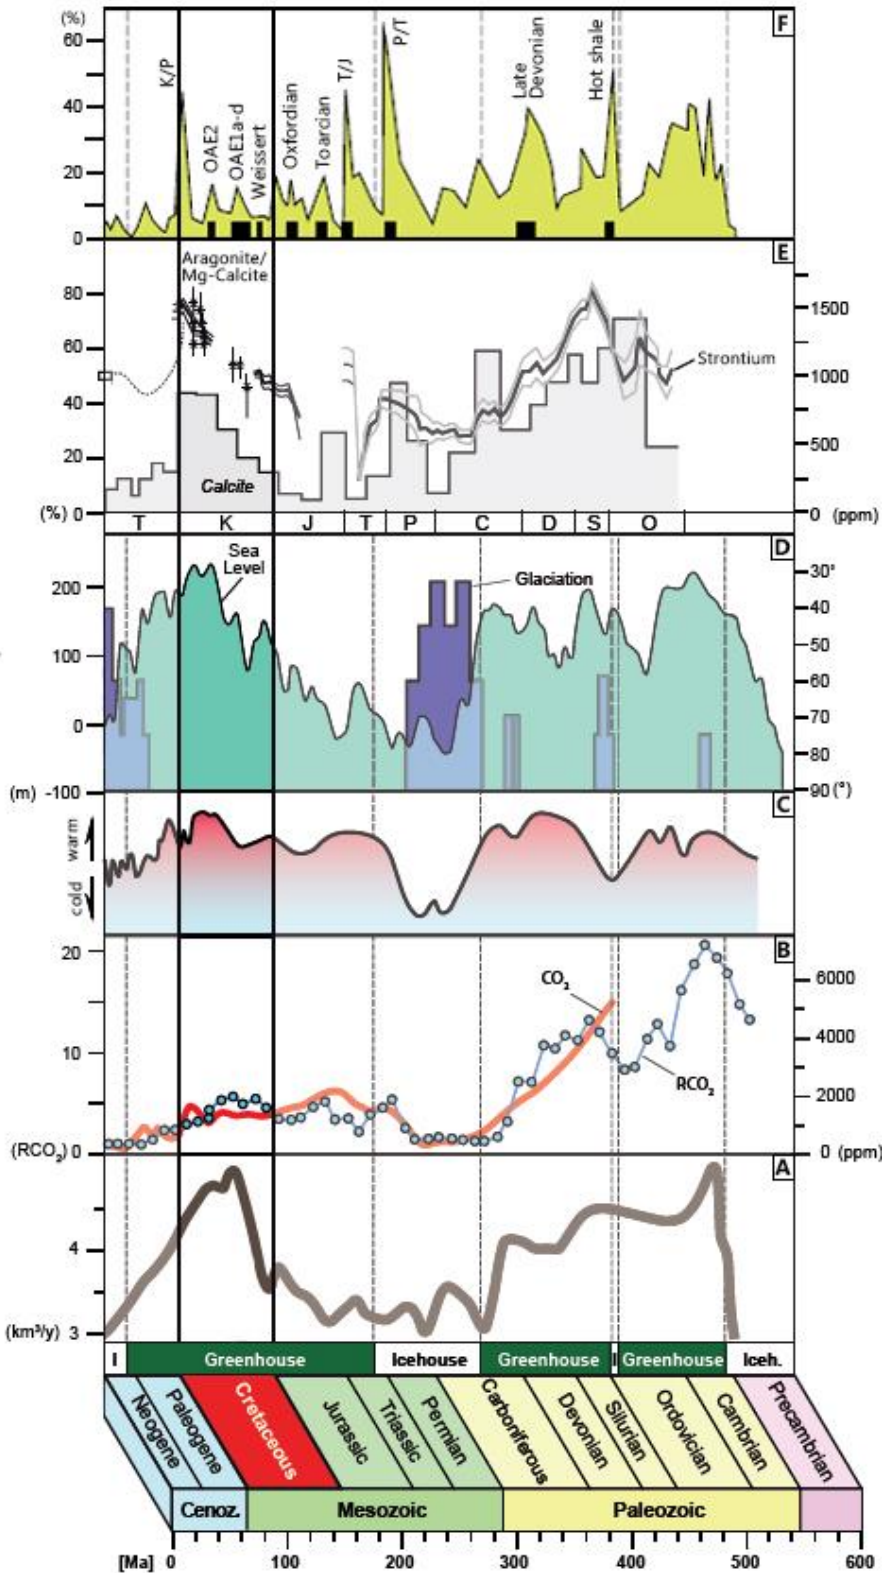 (%)
F
60
40
20
0
K/P
OAE2
OAE1a-d
Weissert
Oxfordian
Toarcian
T/J
P/T
Late
Devonian
Hot shale
E
Aragonite/
Mg-Calcite
80
60
40
20
(%) 0
1500
1000
500
0 (ppm)
Strontium
Calcite
T K J T P C D S O
D
Sea
Level
Glaciation
200
100
0
(m) -100
30°
40
50
60
70
80
90 (°)
C
warm
cold
B
20
10
(RCO₂) 0
CO₂
RCO₂
6000
4000
2000
0 (ppm)
A
4
(km³/y) 3
I Greenhouse Icehouse Greenhouse I Greenhouse Iceh.
Neogene
Paleogene
Cretaceous
Jurassic
Triassic
Permian
Carboniferous
Devonian
Silurian
Ordovician
Cambrian
Precambrian
Cenoz. Mesozoic Paleozoic
[Ma] 0 100 200 300 400 500 600